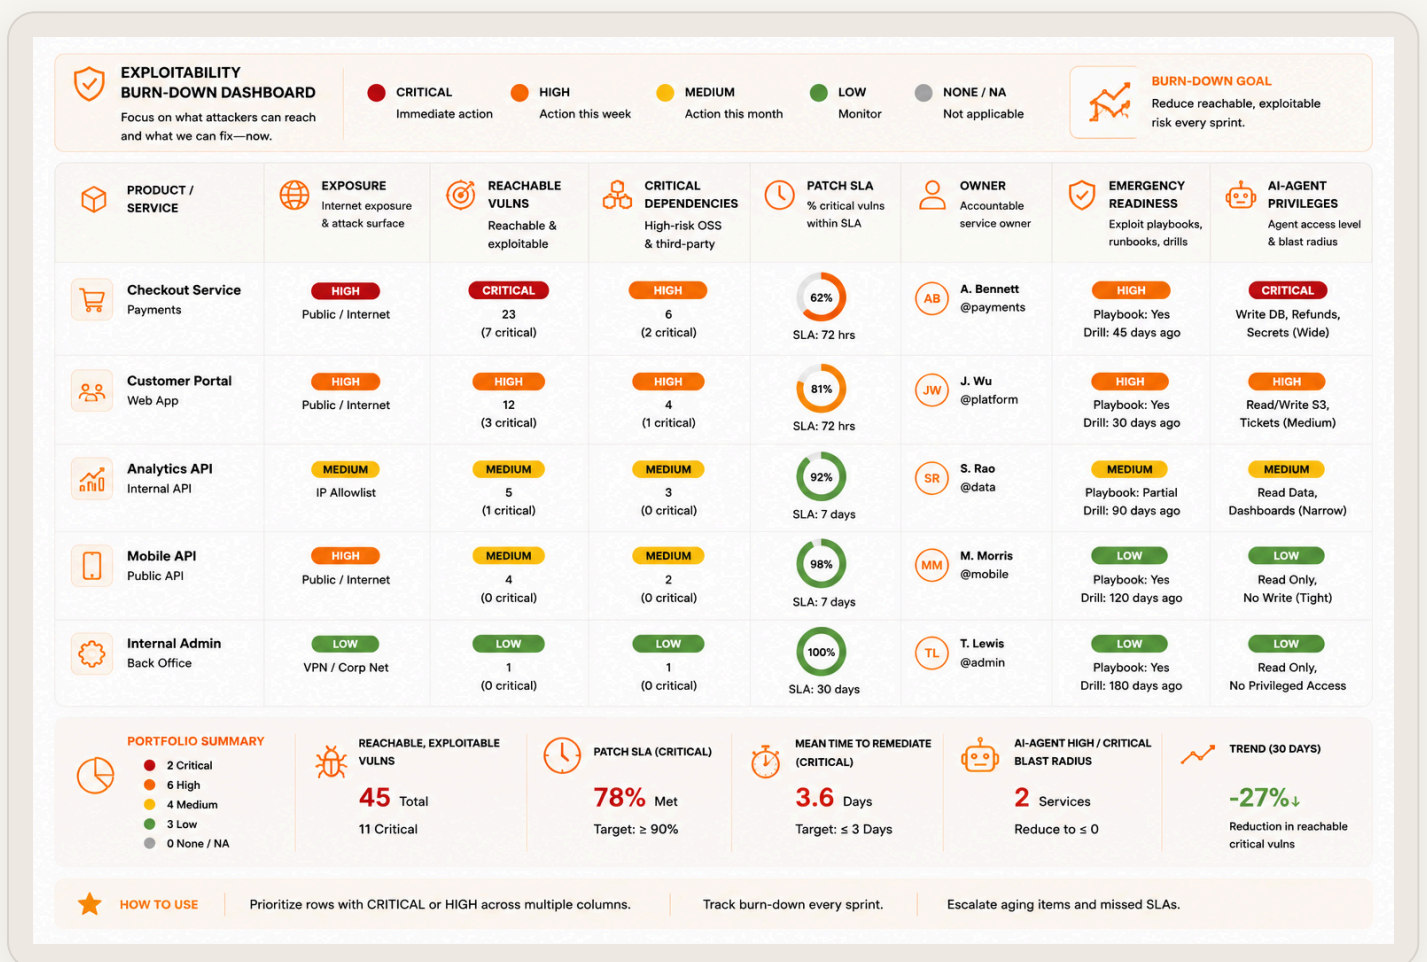 EXPLOITABILITY
BURN-DOWN DASHBOARD
Focus on what attackers can reach
and what we can fix—now.
CRITICAL
Immediate action
HIGH
Action this week
MEDIUM
Action this month
LOW
Monitor
NONE / NA
Not applicable
BURN-DOWN GOAL
Reduce reachable, exploitable
risk every sprint.
PRODUCT /
SERVICE
EXPOSURE
Internet exposure
& attack surface
REACHABLE
VULNS
Reachable &
exploitable
CRITICAL
DEPENDENCIES
High-risk OSS
& third-party
PATCH SLA
% critical vulns
within SLA
OWNER
Accountable
service owner
EMERGENCY
READINESS
Exploit playbooks,
runbooks, drills
AI-AGENT
PRIVILEGES
Agent access level
& blast radius
Checkout Service
Payments
HIGH
Public / Internet
CRITICAL
23
(7 critical)
HIGH
6
(2 critical)
62%
SLA: 72 hrs
AB
A. Bennett
@payments
HIGH
Playbook: Yes
Drill: 45 days ago
CRITICAL
Write DB, Refunds,
Secrets (Wide)
Customer Portal
Web App
HIGH
Public / Internet
HIGH
12
(3 critical)
HIGH
4
(1 critical)
81%
SLA: 72 hrs
JW
J. Wu
@platform
HIGH
Playbook: Yes
Drill: 30 days ago
HIGH
Read/Write S3,
Tickets (Medium)
Analytics API
Internal API
MEDIUM
IP Allowlist
MEDIUM
5
(1 critical)
MEDIUM
3
(0 critical)
92%
SLA: 7 days
SR
S. Rao
@data
MEDIUM
Playbook: Partial
Drill: 90 days ago
MEDIUM
Read Data,
Dashboards (Narrow)
Mobile API
Public API
HIGH
Public / Internet
MEDIUM
4
(0 critical)
MEDIUM
2
(0 critical)
98%
SLA: 7 days
MM
M. Morris
@mobile
LOW
Playbook: Yes
Drill: 120 days ago
LOW
Read Only,
No Write (Tight)
Internal Admin
Back Office
LOW
VPN / Corp Net
LOW
1
(0 critical)
LOW
1
(0 critical)
100%
SLA: 30 days
TL
T. Lewis
@admin
LOW
Playbook: Yes
Drill: 180 days ago
LOW
Read Only,
No Privileged Access
PORTFOLIO SUMMARY
2 Critical
6 High
4 Medium
3 Low
0 None / NA
REACHABLE, EXPLOITABLE
VULNS
45 Total
11 Critical
PATCH SLA (CRITICAL)
78% Met
Target: ≥ 90%
MEAN TIME TO REMEDIATE
(CRITICAL)
3.6 Days
Target: ≤ 3 Days
AI-AGENT HIGH / CRITICAL
BLAST RADIUS
2 Services
Reduce to ≤ 0
TREND (30 DAYS)
-27%↓
Reduction in reachable
critical vulns
HOW TO USE
Prioritize rows with CRITICAL or HIGH across multiple columns.
Track burn-down every sprint.
Escalate aging items and missed SLAs.